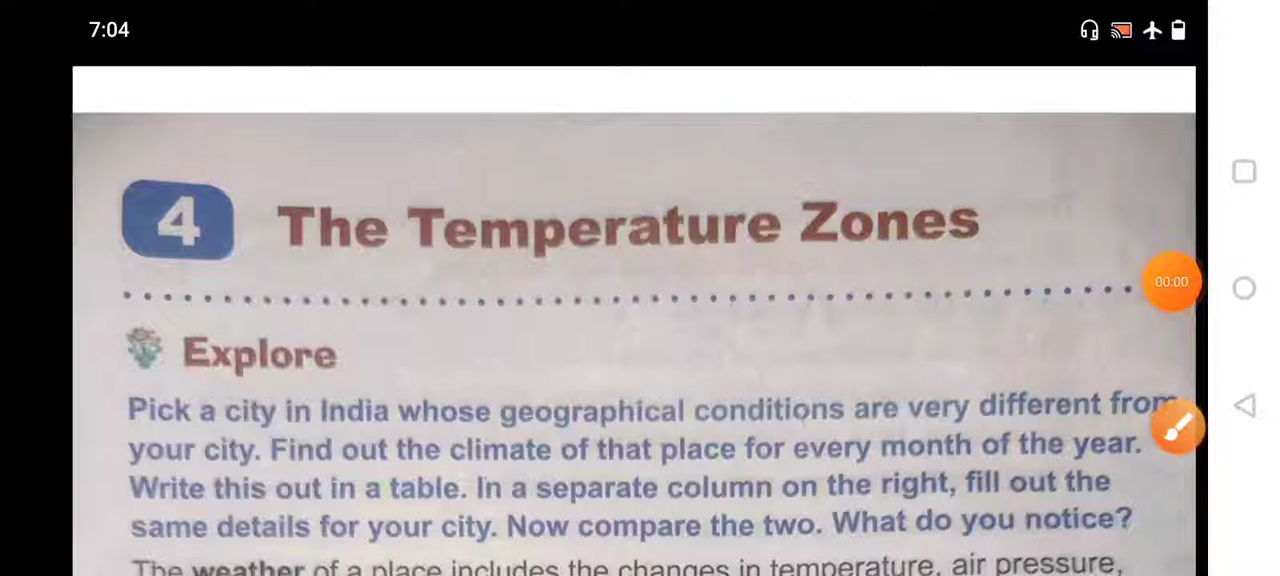 7:04
4 The Temperature Zones
00:00
Explore
Pick a city in India whose geographical conditions are very different from
your city. Find out the climate of that place for every month of the year.
Write this out in a table. In a separate column on the right, fill out the
same details for your city. Now compare the two. What do you notice?
The weather of a place includes the changes in temperature, air pressure,